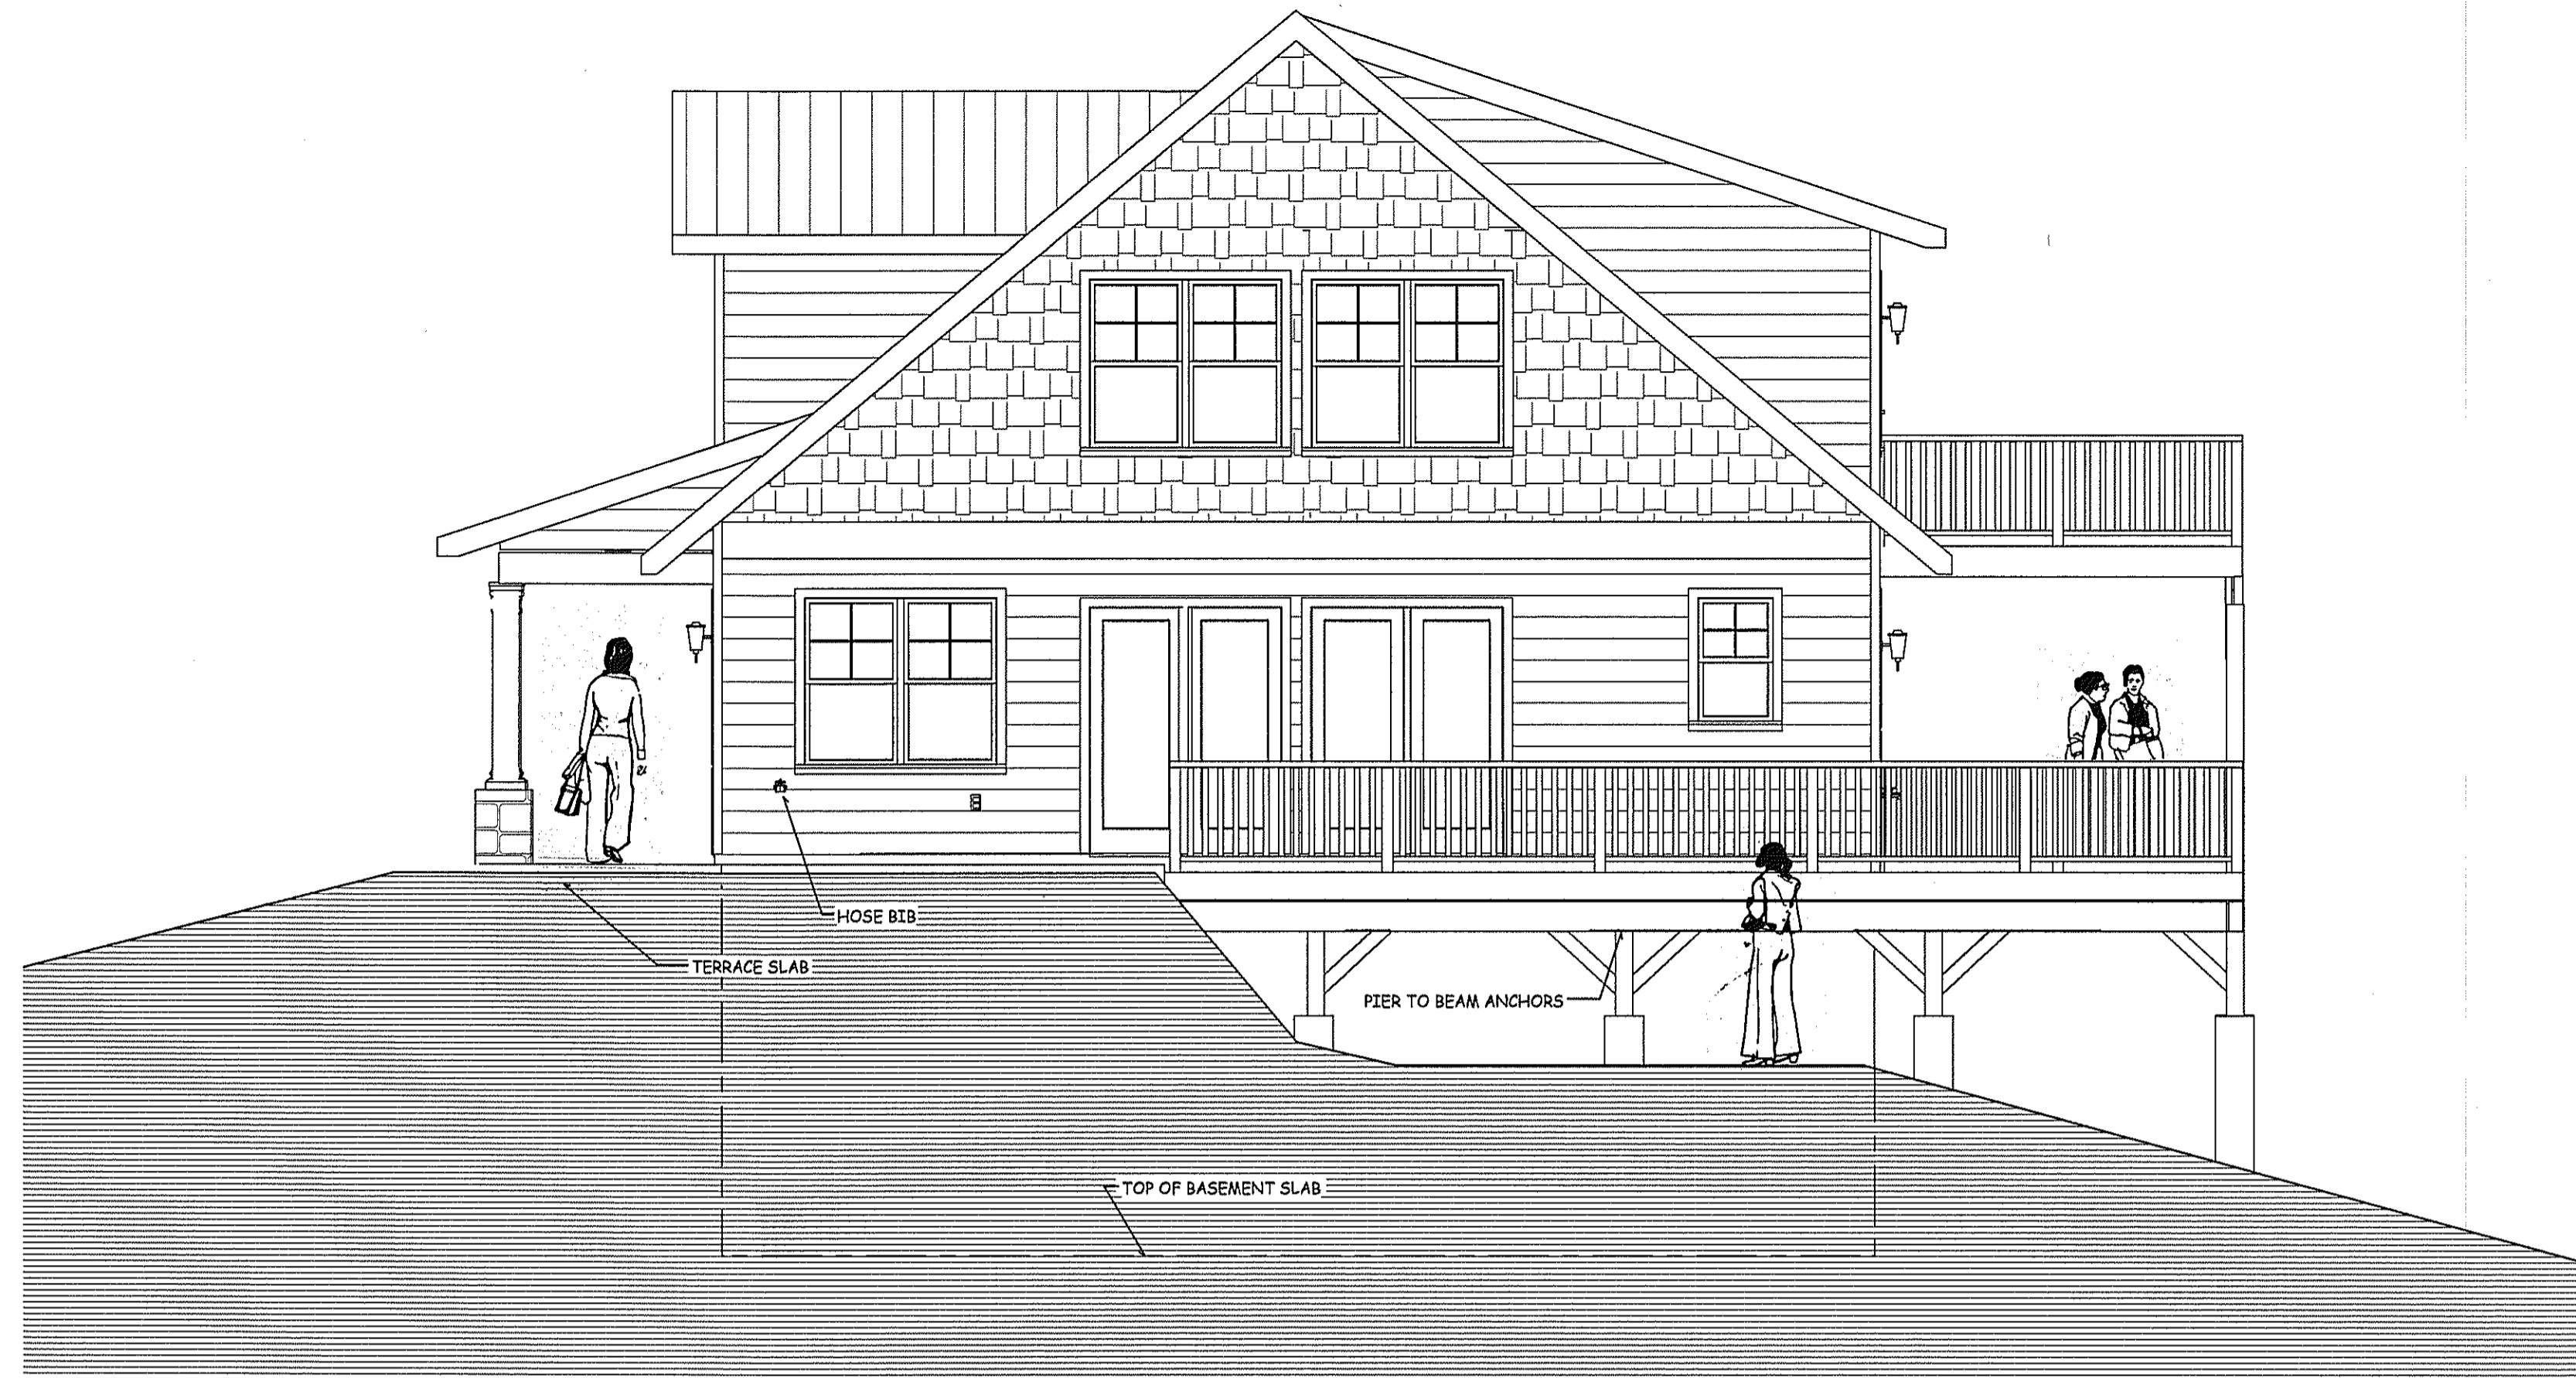 HOSE BIB
TERRACE SLAB
PIER TO BEAM ANCHORS
TOP OF BASEMENT SLAB